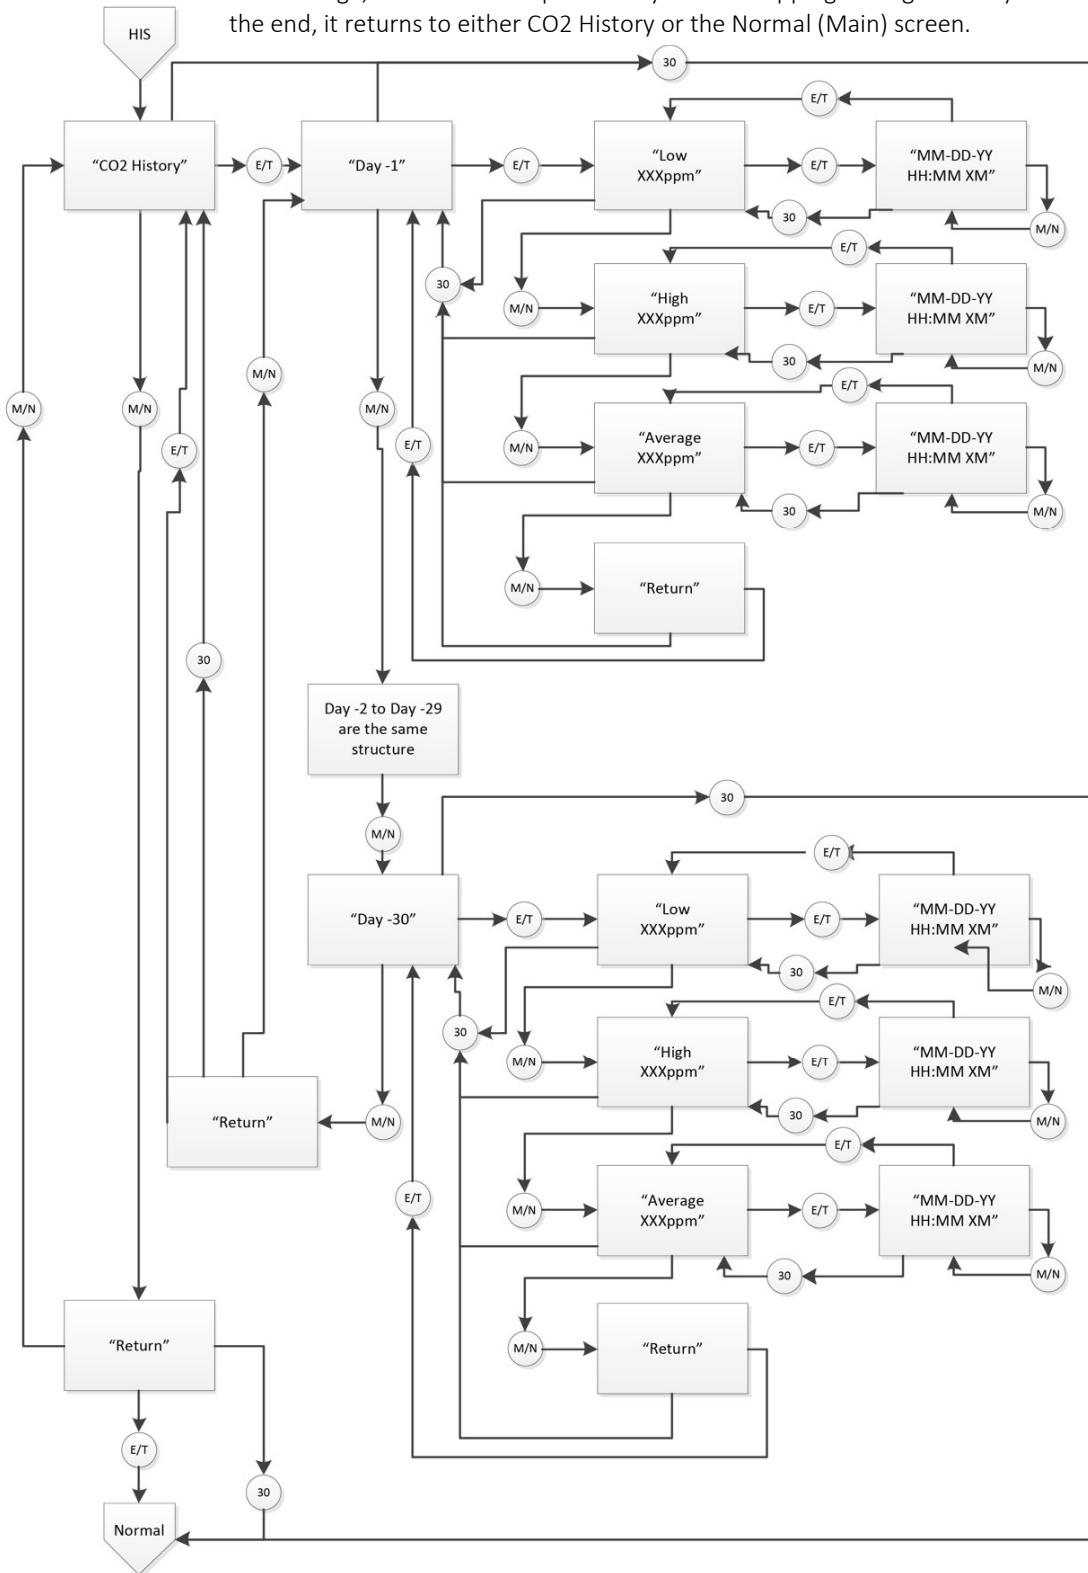 the end, it returns to either CO2 History or the Normal (Main) screen.
HIS
30
E/T
"CO2 History"
E/T
"Day -1"
E/T
"Low
XXXppm"
E/T
"MM-DD-YY
HH:MM XM"
30
M/N
E/T
30
M/N
"High
XXXppm"
E/T
"MM-DD-YY
HH:MM XM"
30
M/N
M/N
E/T
M/N
M/N
M/N
E/T
E/T
M/N
"Average
XXXppm"
E/T
"MM-DD-YY
HH:MM XM"
30
M/N
M/N
"Return"
30
Day -2 to Day -29
are the same
structure
30
M/N
E/T
"Day -30"
E/T
"Low
XXXppm"
E/T
"MM-DD-YY
HH:MM XM"
30
M/N
E/T
30
M/N
"High
XXXppm"
E/T
"MM-DD-YY
HH:MM XM"
30
M/N
"Return"
M/N
E/T
E/T
M/N
"Average
XXXppm"
E/T
"MM-DD-YY
HH:MM XM"
30
M/N
"Return"
M/N
"Return"
E/T
30
Normal